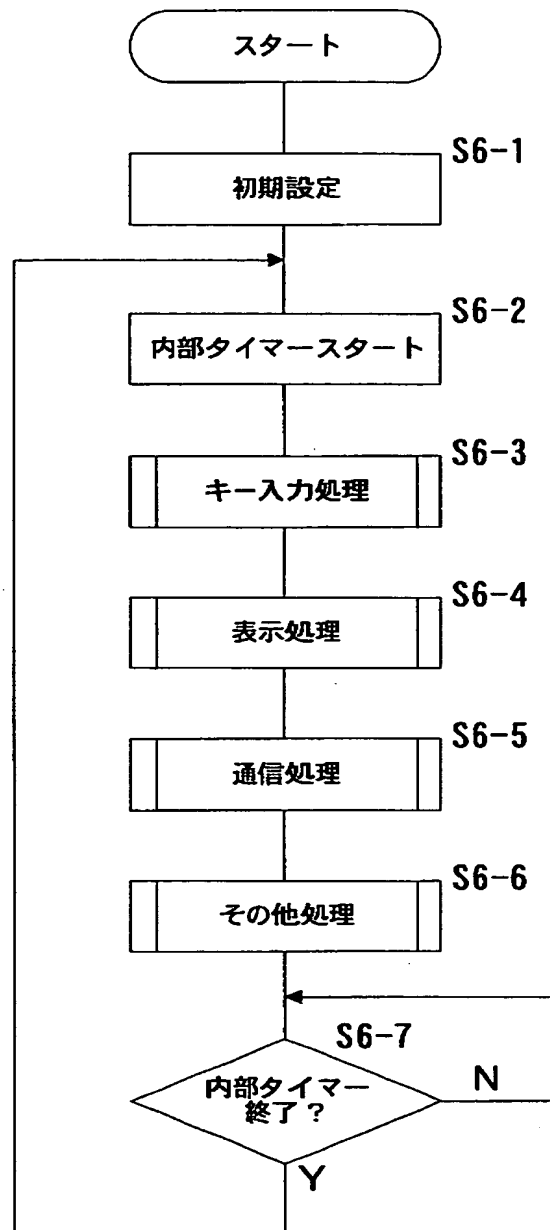 スタート
S6-1
初期設定
S6-2
内部タイマースタート
S6-3
キー入力処理
S6-4
表示処理
S6-5
通信処理
S6-6
その他処理
S6-7
内部タイマー
終了?
N
Y